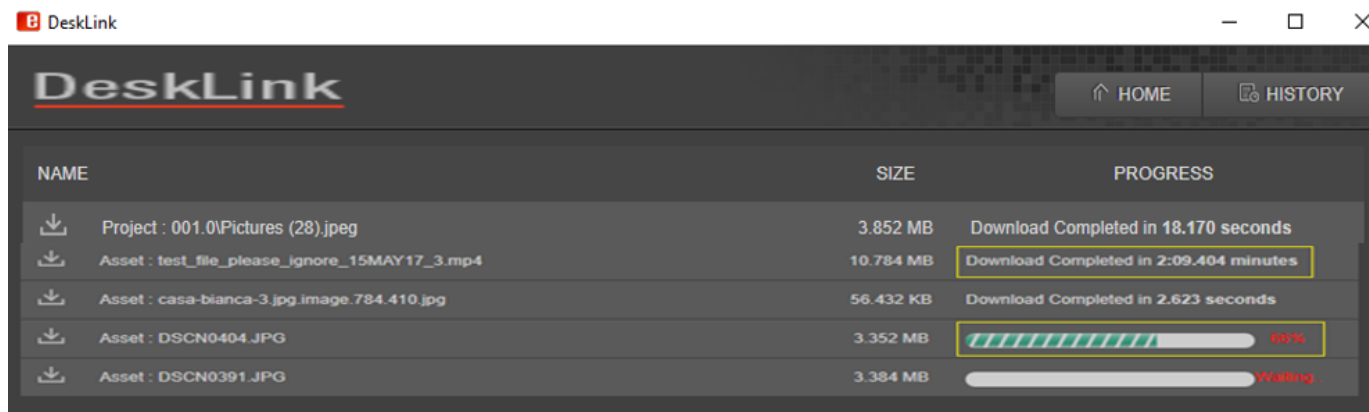 DeskLink
DeskLink
HOME HISTORY
NAME SIZE PROGRESS
Project : 001.0\Pictures (28).jpeg 3.852 MB Download Completed in 18.170 seconds
Asset : test_file_please_ignore_15MAY17_3.mp4 10.784 MB Download Completed in 2:09.404 minutes
Asset : casa-bianca-3.jpg.image.784.410.jpg 56.432 KB Download Completed in 2.623 seconds
Asset : DSCN0404.JPG 3.352 MB 66%
Asset : DSCN0391.JPG 3.384 MB Waiting